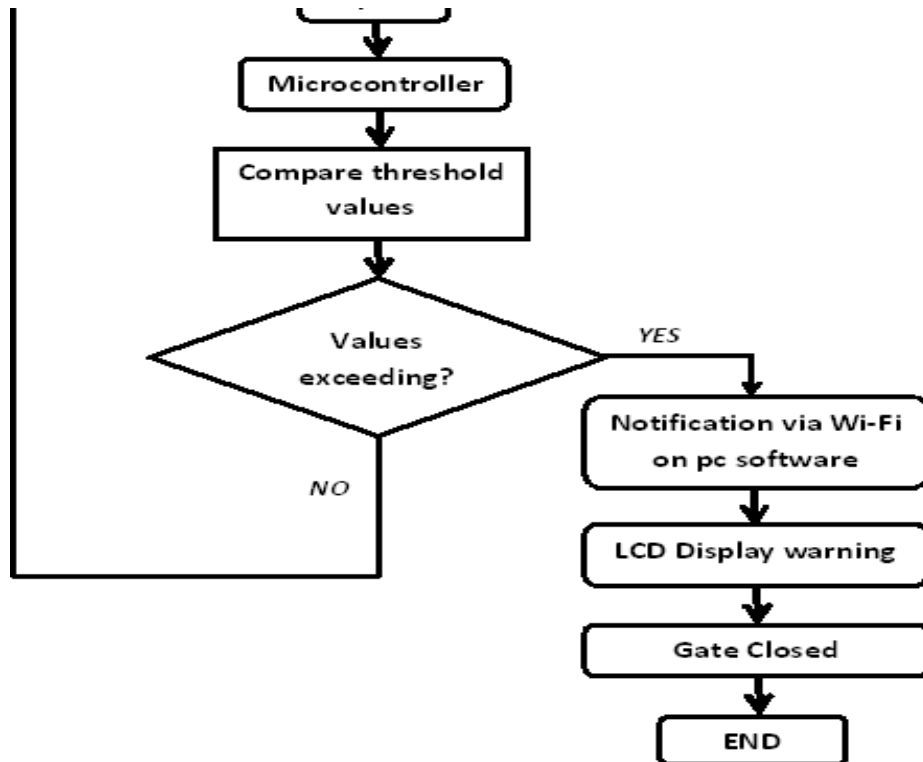 Microcontroller
Compare threshold
values
Values
exceeding?
YES
NO
Notification via Wi-Fi
on pc software
LCD Display warning
Gate Closed
END